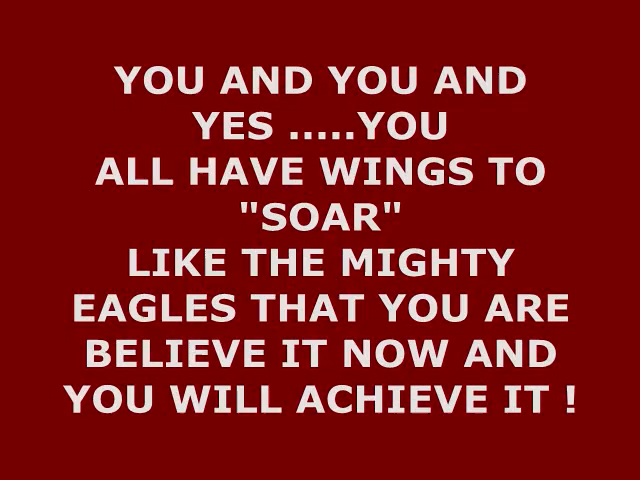 YOU AND YOU AND
YES .....YOU
ALL HAVE WINGS TO
"SOAR"
LIKE THE MIGHTY
EAGLES THAT YOU ARE
BELIEVE IT NOW AND
YOU WILL ACHIEVE IT !